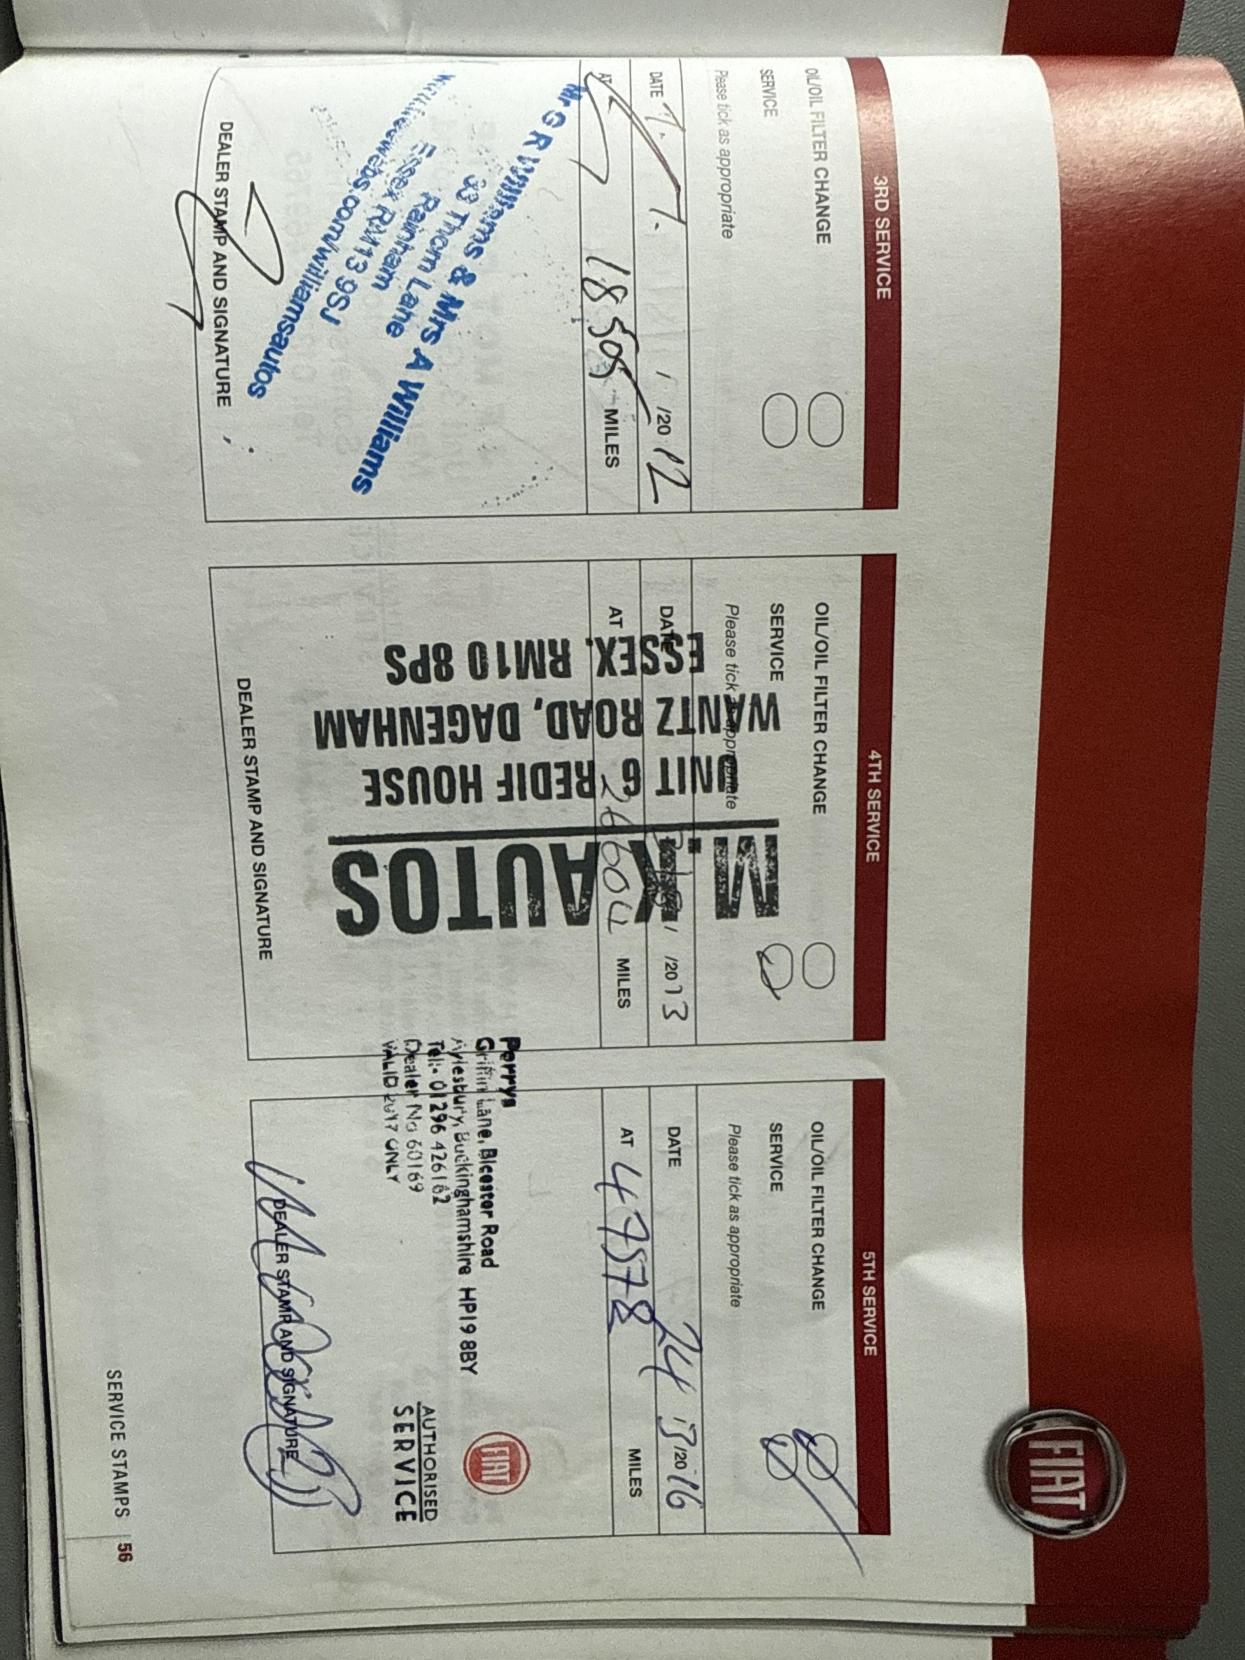 3RD SERVICE
OIL/OIL FILTER CHANGE
SERVICE
Please tick as appropriate
DATE 7. /20 12
AT 18505 MILES
Mr G R Williams & Mrs A Williams
Thorn Lane
Rainham
Essex RM13 9SJ
DEALER STAMP AND SIGNATURE
4TH SERVICE
OIL/OIL FILTER CHANGE
SERVICE
Please tick as appropriate
DATE /20 13
AT 26604 MILES
M.K AUTOS
UNIT 6 REDIF HOUSE
WANTZ ROAD, DAGENHAM
ESSEX. RM10 8PS
DEALER STAMP AND SIGNATURE
5TH SERVICE
OIL/OIL FILTER CHANGE
SERVICE
Please tick as appropriate
DATE 24 /3 /20 16
AT 47578 MILES
Perrys
Griffin Lane, Bicester Road
Aylesbury, Buckinghamshire HP19 8BY
Tel:- 01296 426162
Dealer No 60169
VALID 2017 ONLY
FIAT
AUTHORISED
SERVICE
DEALER STAMP AND SIGNATURE
SERVICE STAMPS 56
FIAT